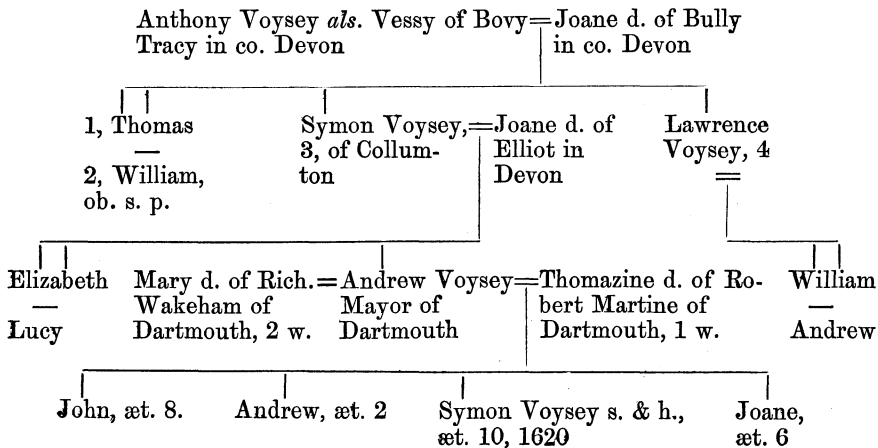 Anthony Voysey als. Vessy of Bovy=Joane d. of Bully
Tracy in co. Devon in co. Devon
1, Thomas
—
2, William,
ob. s. p.
Symon Voysey,=Joane d. of
3, of Collum- Elliot in
ton Devon
Lawrence
Voysey, 4
=
Elizabeth
—
Lucy
Mary d. of Rich.=Andrew Voysey=Thomazine d. of Ro-
Wakeham of Mayor of bert Martine of
Dartmouth, 2 w. Dartmouth Dartmouth, 1 w.
William
—
Andrew
John, æt. 8.
Andrew, æt. 2
Symon Voysey s. & h.,
æt. 10, 1620
Joane,
æt. 6